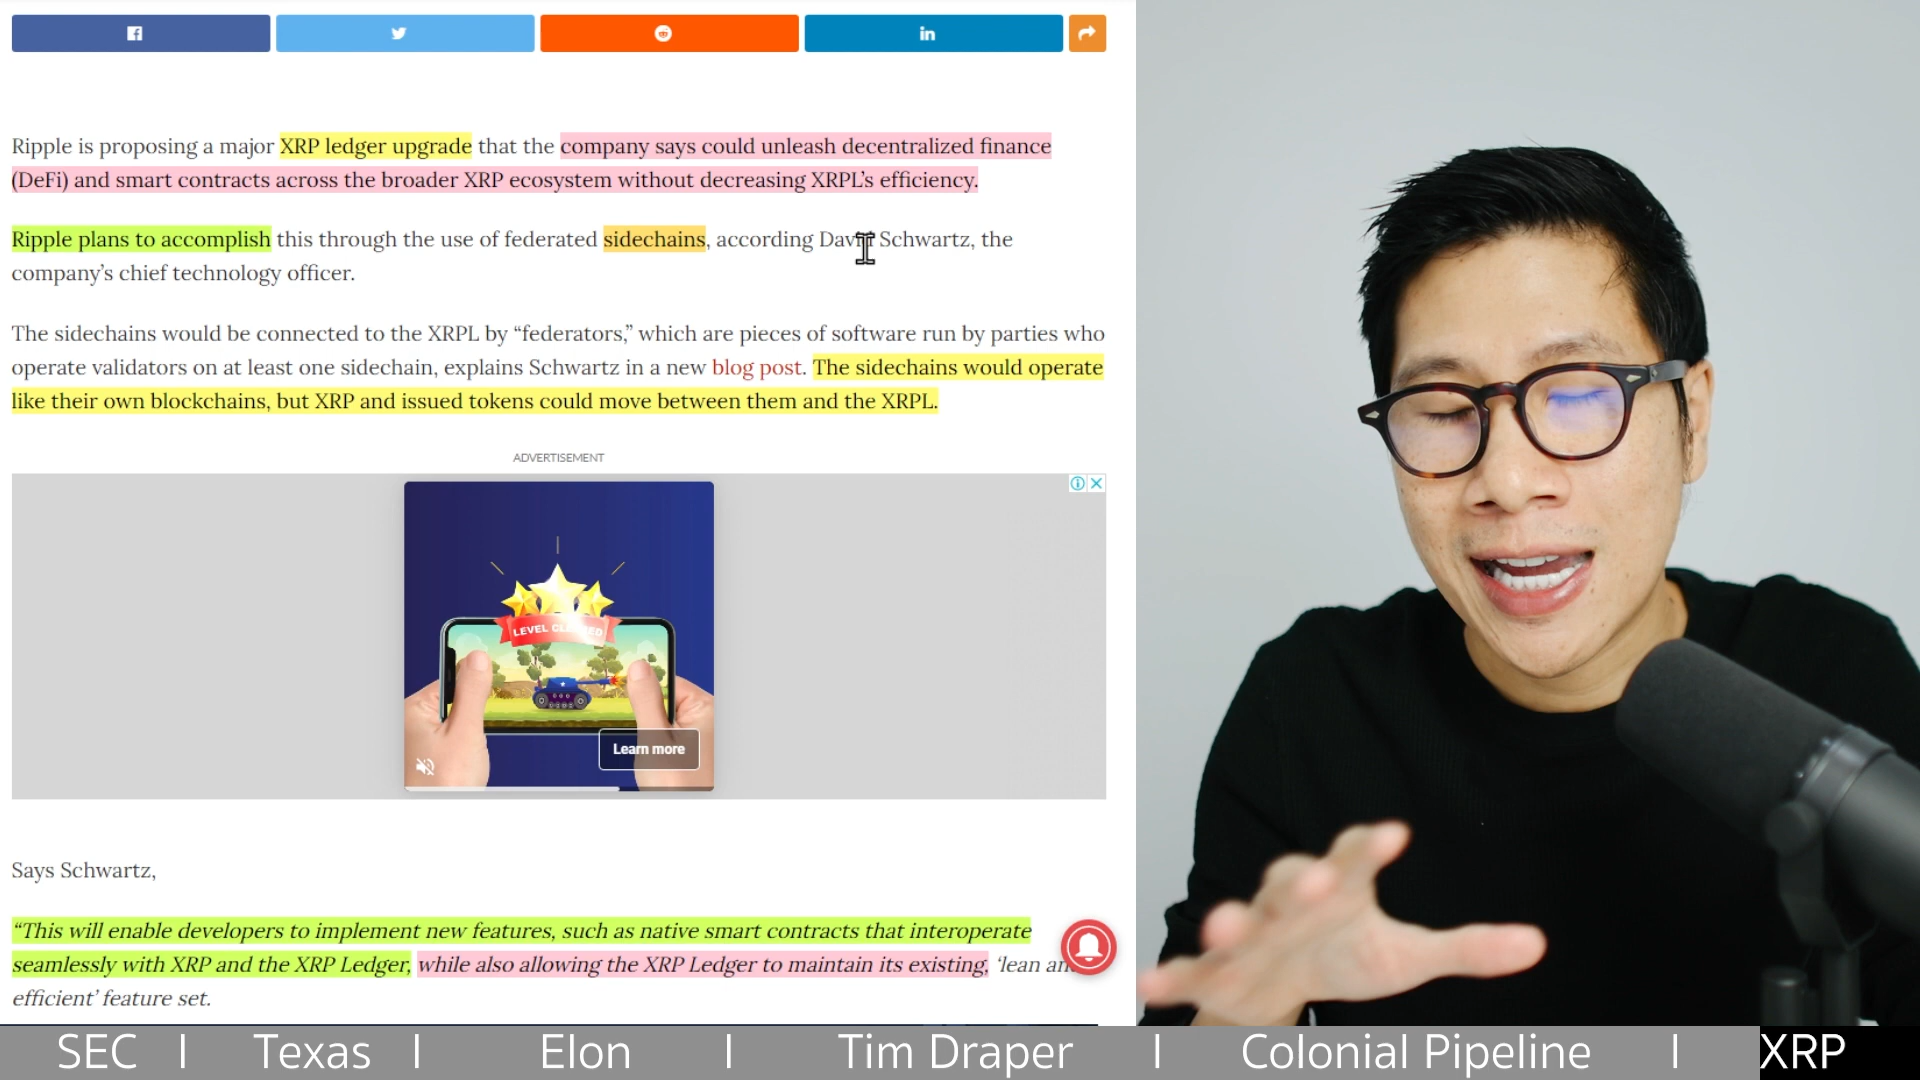 Ripple is proposing a major XRP ledger upgrade that the company says could unleash decentralized finance
(DeFi) and smart contracts across the broader XRP ecosystem without decreasing XRPL’s efficiency.
Ripple plans to accomplish this through the use of federated sidechains, according David Schwartz, the
company’s chief technology officer.
The sidechains would be connected to the XRPL by “federators,” which are pieces of software run by parties who
operate validators on at least one sidechain, explains Schwartz in a new blog post. The sidechains would operate
like their own blockchains, but XRP and issued tokens could move between them and the XRPL.
ADVERTISEMENT
LEVEL
Learn more
Says Schwartz,
“This will enable developers to implement new features, such as native smart contracts that interoperate
seamlessly with XRP and the XRP Ledger, while also allowing the XRP Ledger to maintain its existing, ‘lean and
efficient’ feature set.
SEC | Texas | Elon | Tim Draper | Colonial Pipeline | XRP